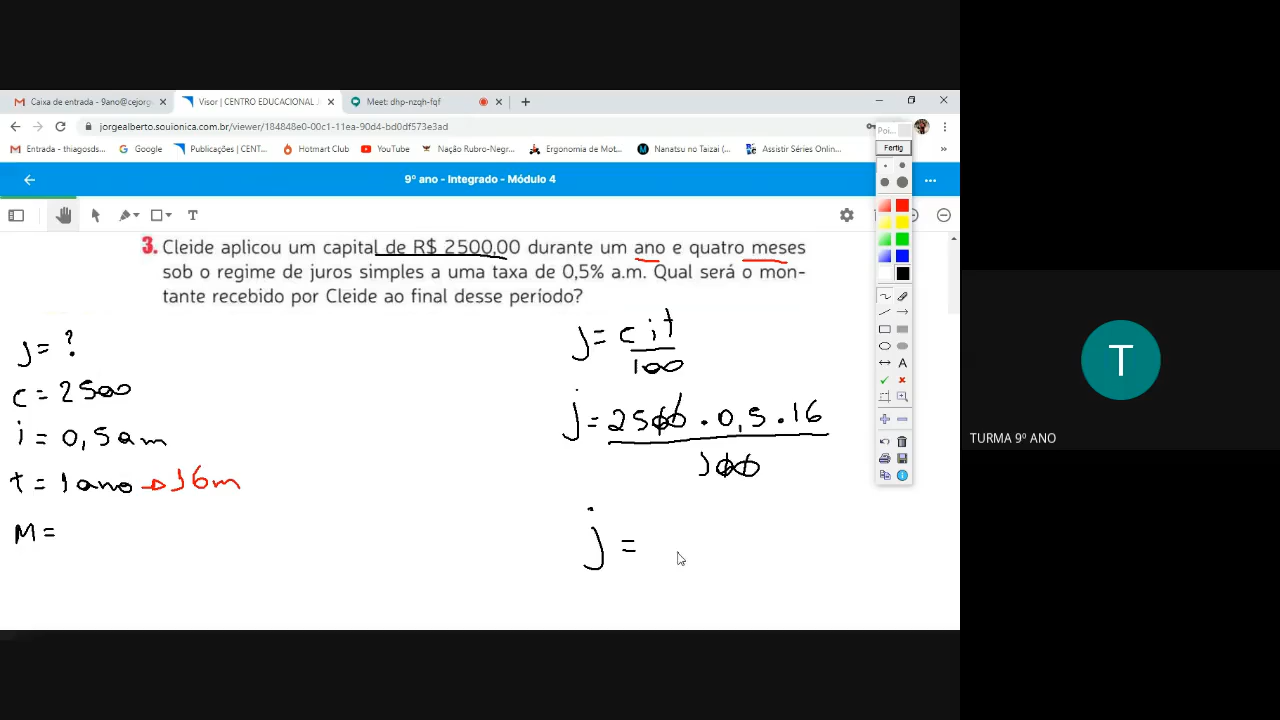 Caixa de entrada - 9ano@cejorg
Visor | CENTRO EDUCACIONAL J
Meet: dhp-nzqh-fqf
jorgealberto.souionica.com.br/viewer/184848e0-00c1-11ea-90d4-bd0df573e3ad
Entrada – thiagosds...
Google
Publicações | CENT...
Hotmart Club
YouTube
Nação Rubro-Negr...
Ergonomia de Mot...
Nanatsu no Taizai (...
Assistir Séries Onlin...
Poi...
Fertig
9º ano - Integrado - Módulo 4
3. Cleide aplicou um capital de R$ 2500,00 durante um ano e quatro meses
sob o regime de juros simples a uma taxa de 0,5% a.m. Qual será o mon-
tante recebido por Cleide ao final desse período?
j = ?
c = 2500
i = 0,5 am
t = 1 ano → 16m
M =
j = c i t
100
j = 2500 . 0,5 . 16
100
j =
T
TURMA 9º ANO